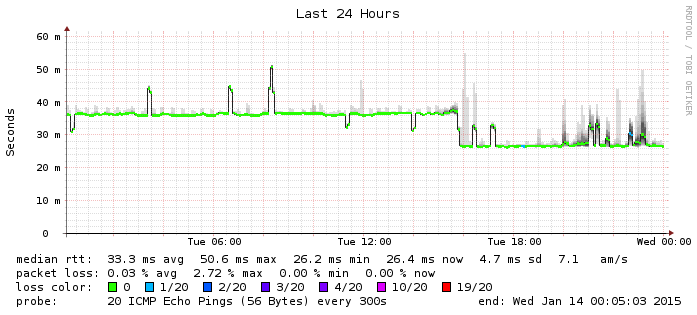 Last 24 Hours
RRDTOOL / TOBI OETIKER
Seconds
60 m
50 m
40 m
30 m
20 m
10 m
0
Tue 06:00 Tue 12:00 Tue 18:00 Wed 00:00
median rtt: 33.3 ms avg 50.6 ms max 26.2 ms min 26.4 ms now 4.7 ms sd 7.1 am/s
packet loss: 0.03 % avg 2.72 % max 0.00 % min 0.00 % now
loss color: 0 1/20 2/20 3/20 4/20 10/20 19/20
probe: 20 ICMP Echo Pings (56 Bytes) every 300s end: Wed Jan 14 00:05:03 2015